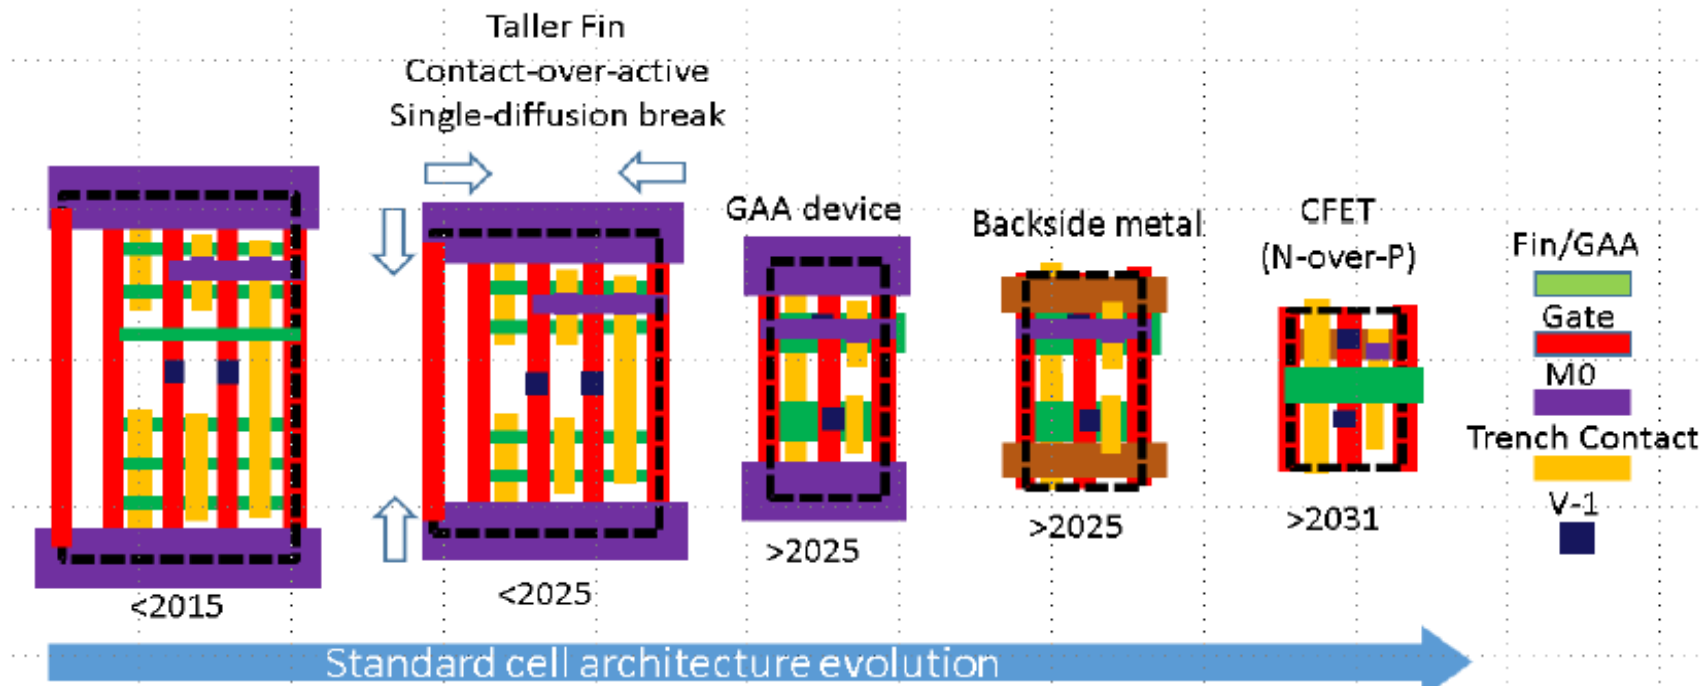 Taller Fin
Contact-over-active
Single-diffusion break
GAA device
Backside metal
CFET
(N-over-P)
Fin/GAA
Gate
M0
Trench Contact
V-1
<2015
<2025
>2025
>2025
>2031
Standard cell architecture evolution